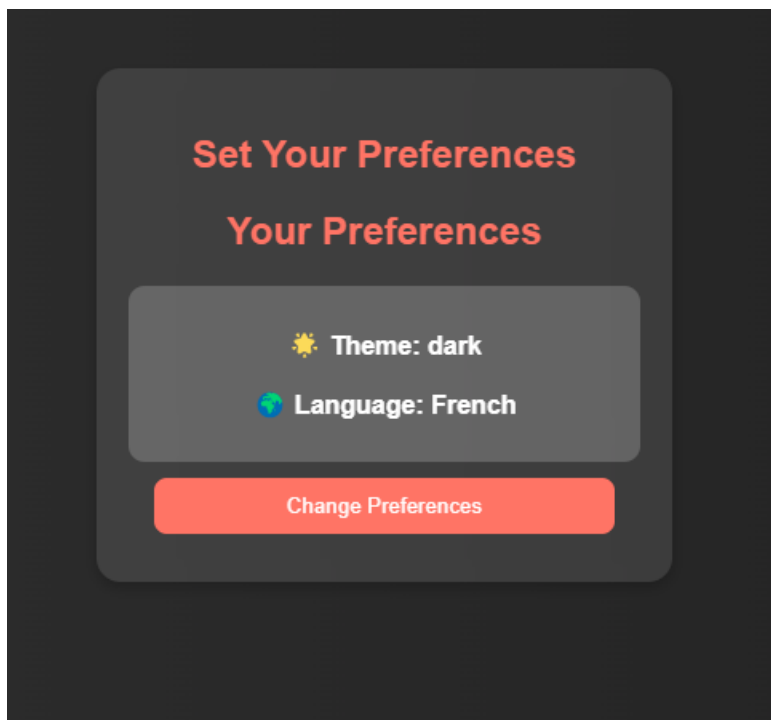 Set Your Preferences
Your Preferences
🌟 Theme: dark
🌍 Language: French
Change Preferences